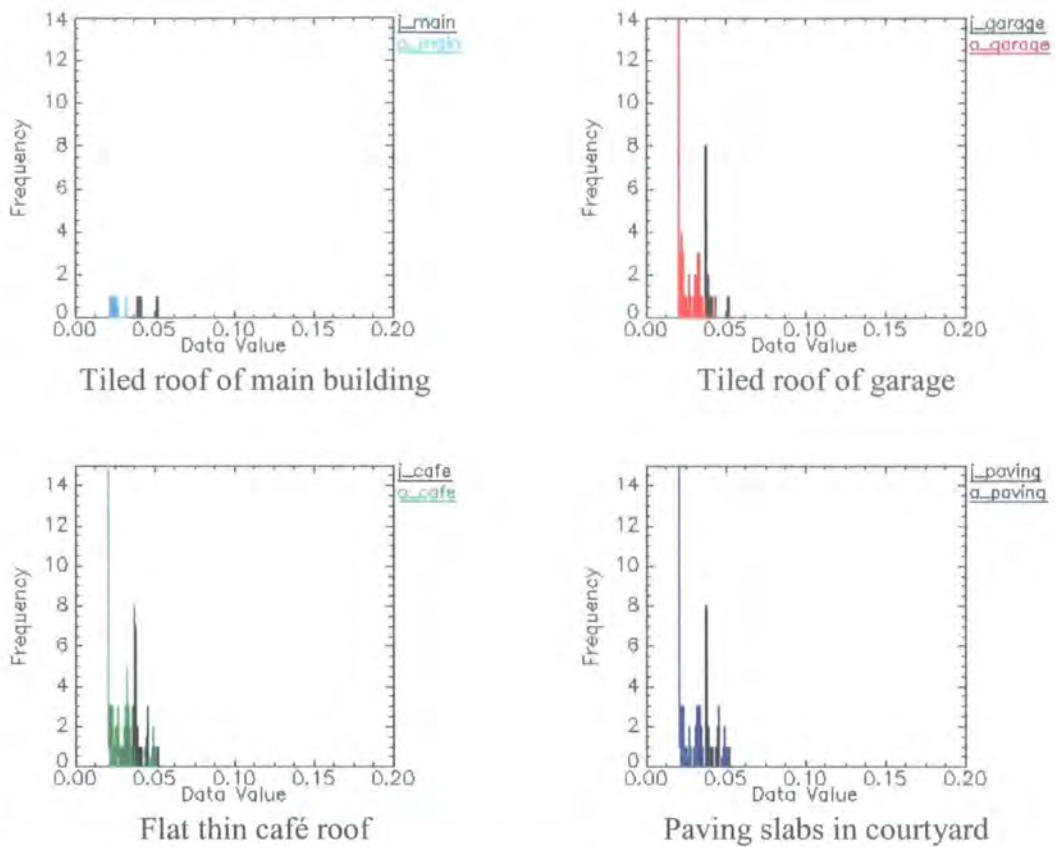 14
12
10
8
6
4
2
0
Frequency
0.00 0.05 0.10 0.15 0.20
Data Value
j_main
a_main
Tiled roof of main building
14
12
10
8
6
4
2
0
Frequency
0.00 0.05 0.10 0.15 0.20
Data Value
j_garage
a_garage
Tiled roof of garage
14
12
10
8
6
4
2
0
Frequency
0.00 0.05 0.10 0.15 0.20
Data Value
j_cafe
a_cafe
Flat thin café roof
14
12
10
8
6
4
2
0
Frequency
0.00 0.05 0.10 0.15 0.20
Data Value
j_paving
a_paving
Paving slabs in courtyard